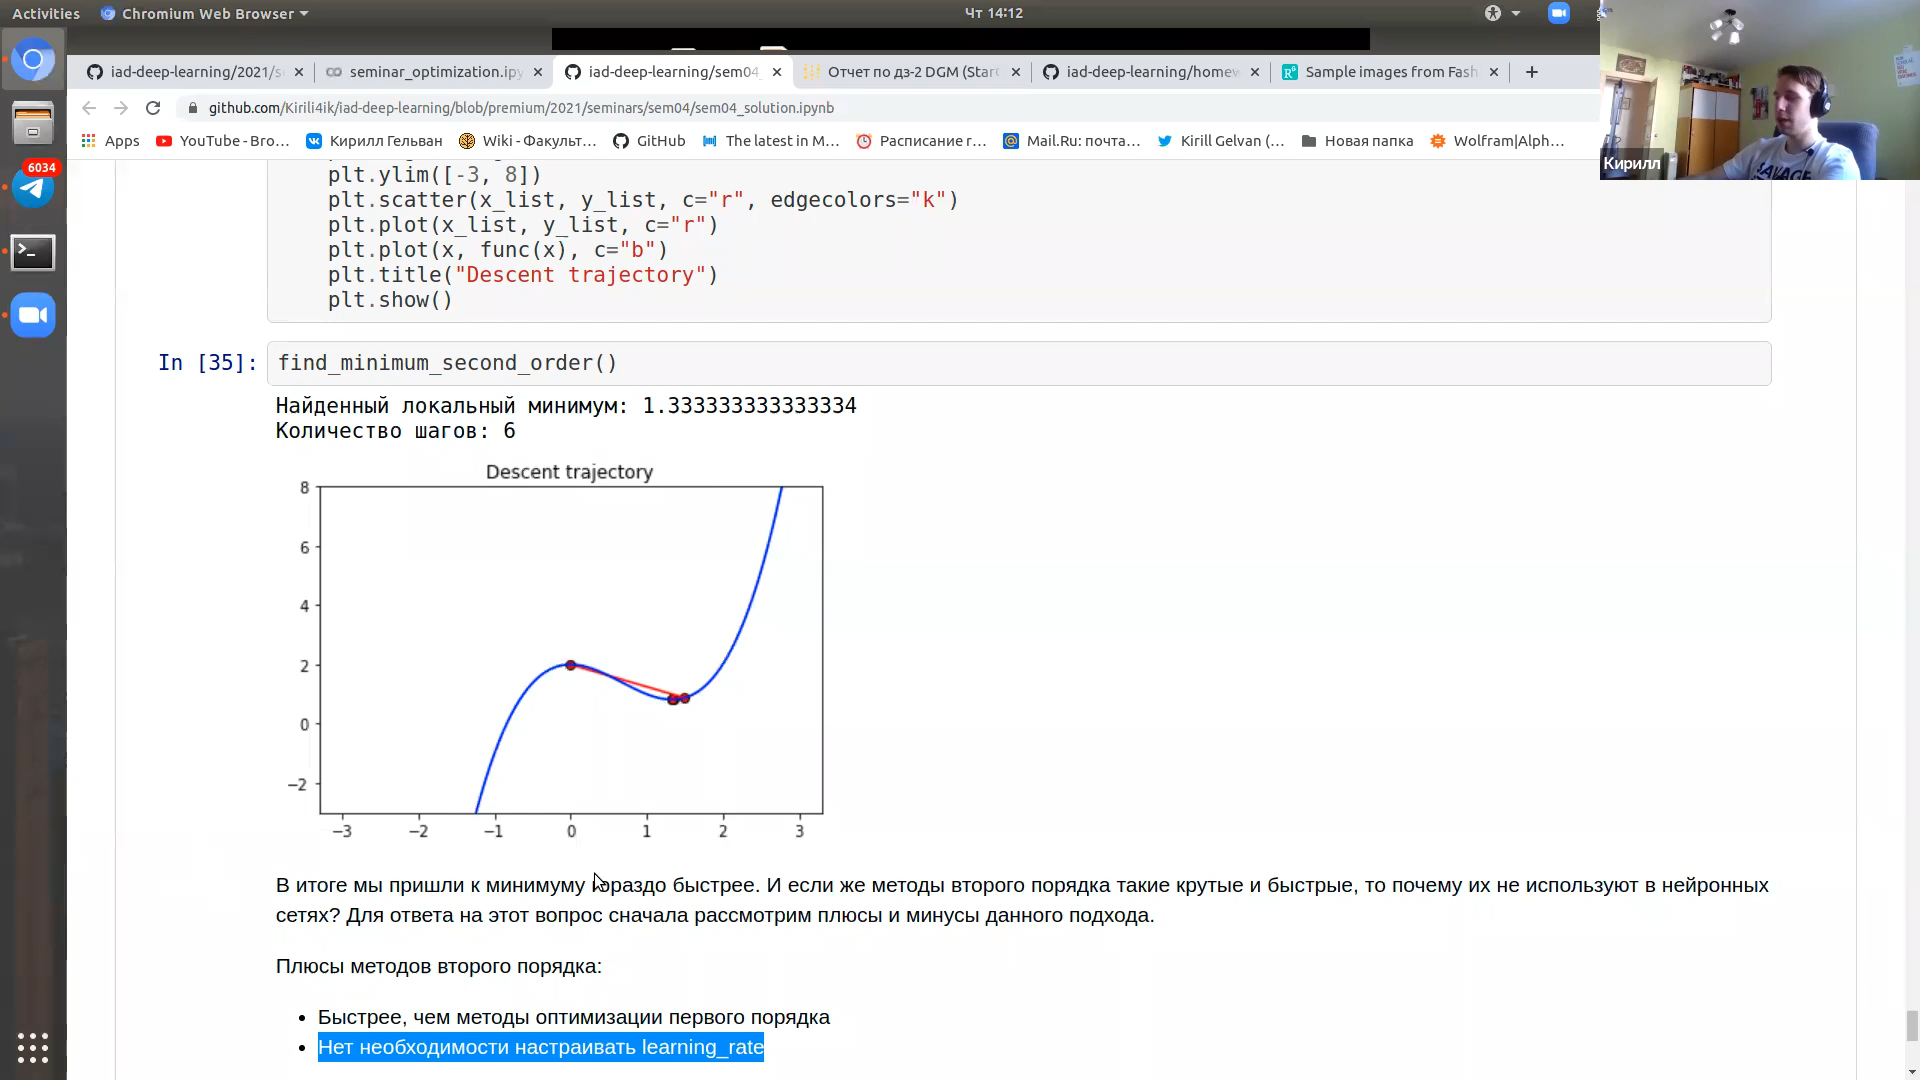 Activities
Chromium Web Browser
Чт 14:12
iad-deep-learning/2021/s
seminar_optimization.ipy
iad-deep-learning/sem04_
Отчет по дз-2 DGM (Star
iad-deep-learning/homew
Sample images from Fash
github.com/Kirili4ik/iad-deep-learning/blob/premium/2021/seminars/sem04/sem04_solution.ipynb
Apps
YouTube - Bro...
Кирилл Гельван
Wiki - Факульт...
GitHub
The latest in M...
Расписание г...
Mail.Ru: почта...
Kirill Gelvan (...
Новая папка
Wolfram|Alph...
Кирилл
6034
plt.ylim([-3, 8])
plt.scatter(x_list, y_list, c="r", edgecolors="k")
plt.plot(x_list, y_list, c="r")
plt.plot(x, func(x), c="b")
plt.title("Descent trajectory")
plt.show()
In [35]:
find_minimum_second_order()
Найденный локальный минимум: 1.333333333333334
Количество шагов: 6
Descent trajectory
8
6
4
2
0
−2
−3 −2 −1 0 1 2 3
В итоге мы пришли к минимуму гораздо быстрее. И если же методы второго порядка такие крутые и быстрые, то почему их не используют в нейронных
сетях? Для ответа на этот вопрос сначала рассмотрим плюсы и минусы данного подхода.
Плюсы методов второго порядка:
• Быстрее, чем методы оптимизации первого порядка
• Нет необходимости настраивать learning_rate